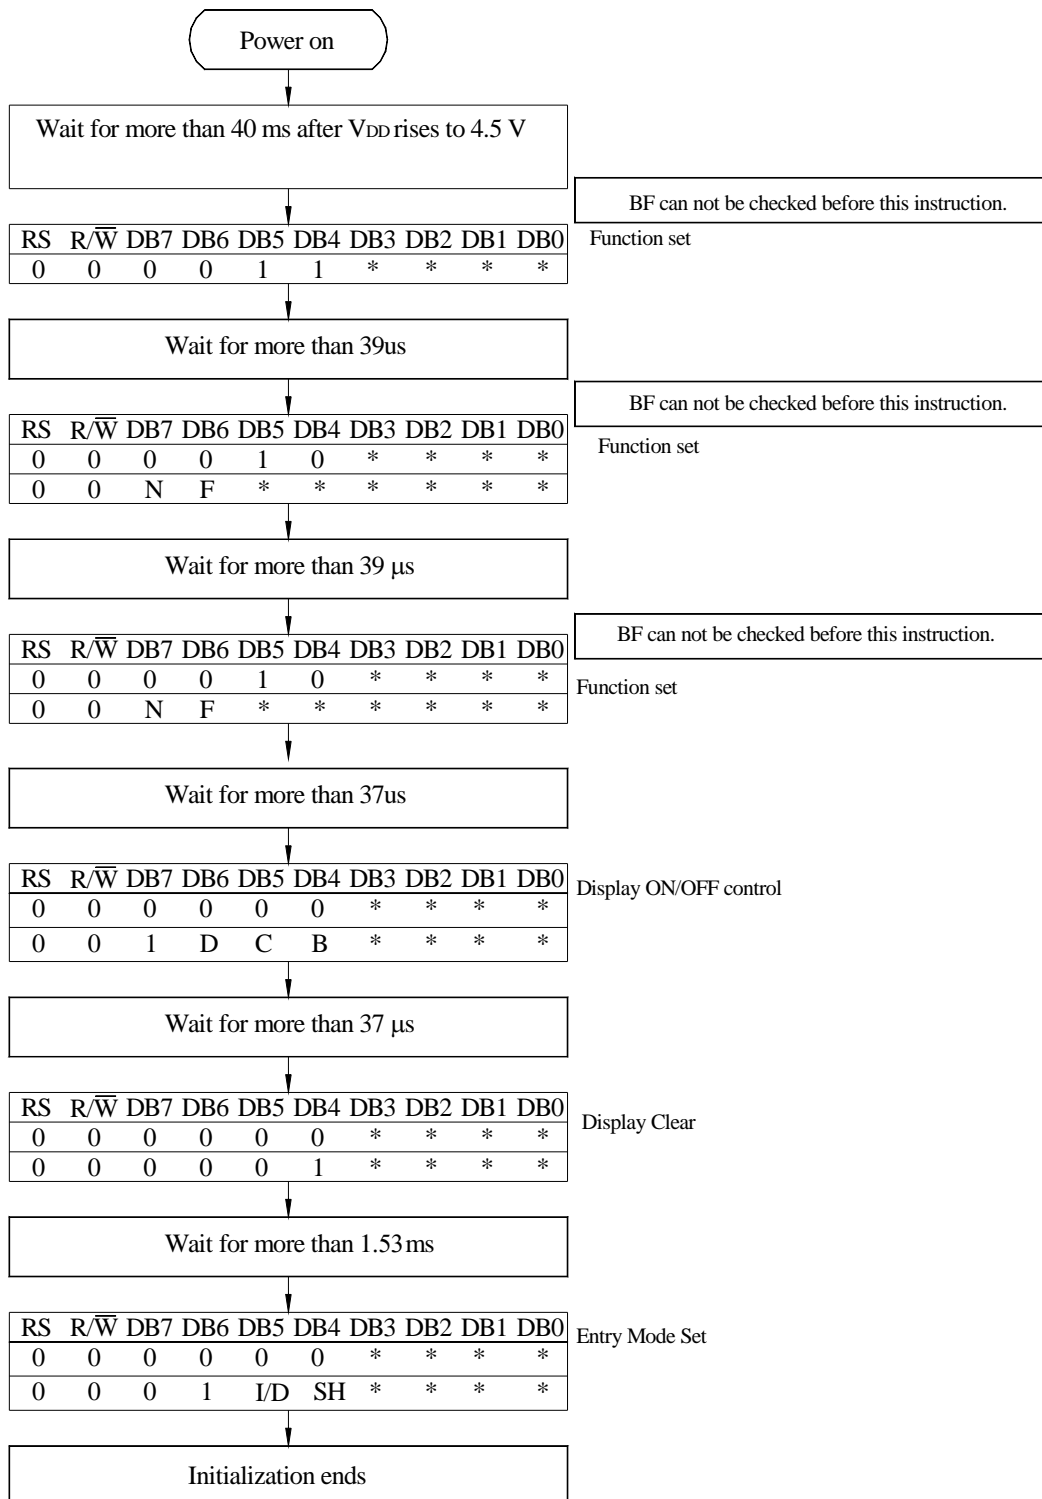 Power on
Wait for more than 40 ms after VDD rises to 4.5 V
BF can not be checked before this instruction.
RS R/W̅ DB7 DB6 DB5 DB4 DB3 DB2 DB1 DB0
Function set
0 0 0 0 1 1 * * * *
Wait for more than 39us
BF can not be checked before this instruction.
RS R/W̅ DB7 DB6 DB5 DB4 DB3 DB2 DB1 DB0
Function set
0 0 0 0 1 0 * * * *
0 0 N F * * * * * *
Wait for more than 39 μs
BF can not be checked before this instruction.
RS R/W̅ DB7 DB6 DB5 DB4 DB3 DB2 DB1 DB0
0 0 0 0 1 0 * * * *
Function set
0 0 N F * * * * * *
Wait for more than 37us
RS R/W̅ DB7 DB6 DB5 DB4 DB3 DB2 DB1 DB0
Display ON/OFF control
0 0 0 0 0 0 * * * *
0 0 1 D C B * * * *
Wait for more than 37 μs
RS R/W̅ DB7 DB6 DB5 DB4 DB3 DB2 DB1 DB0
Display Clear
0 0 0 0 0 0 * * * *
0 0 0 0 0 1 * * * *
Wait for more than 1.53ms
RS R/W̅ DB7 DB6 DB5 DB4 DB3 DB2 DB1 DB0
Entry Mode Set
0 0 0 0 0 0 * * * *
0 0 0 1 I/D SH * * * *
Initialization ends